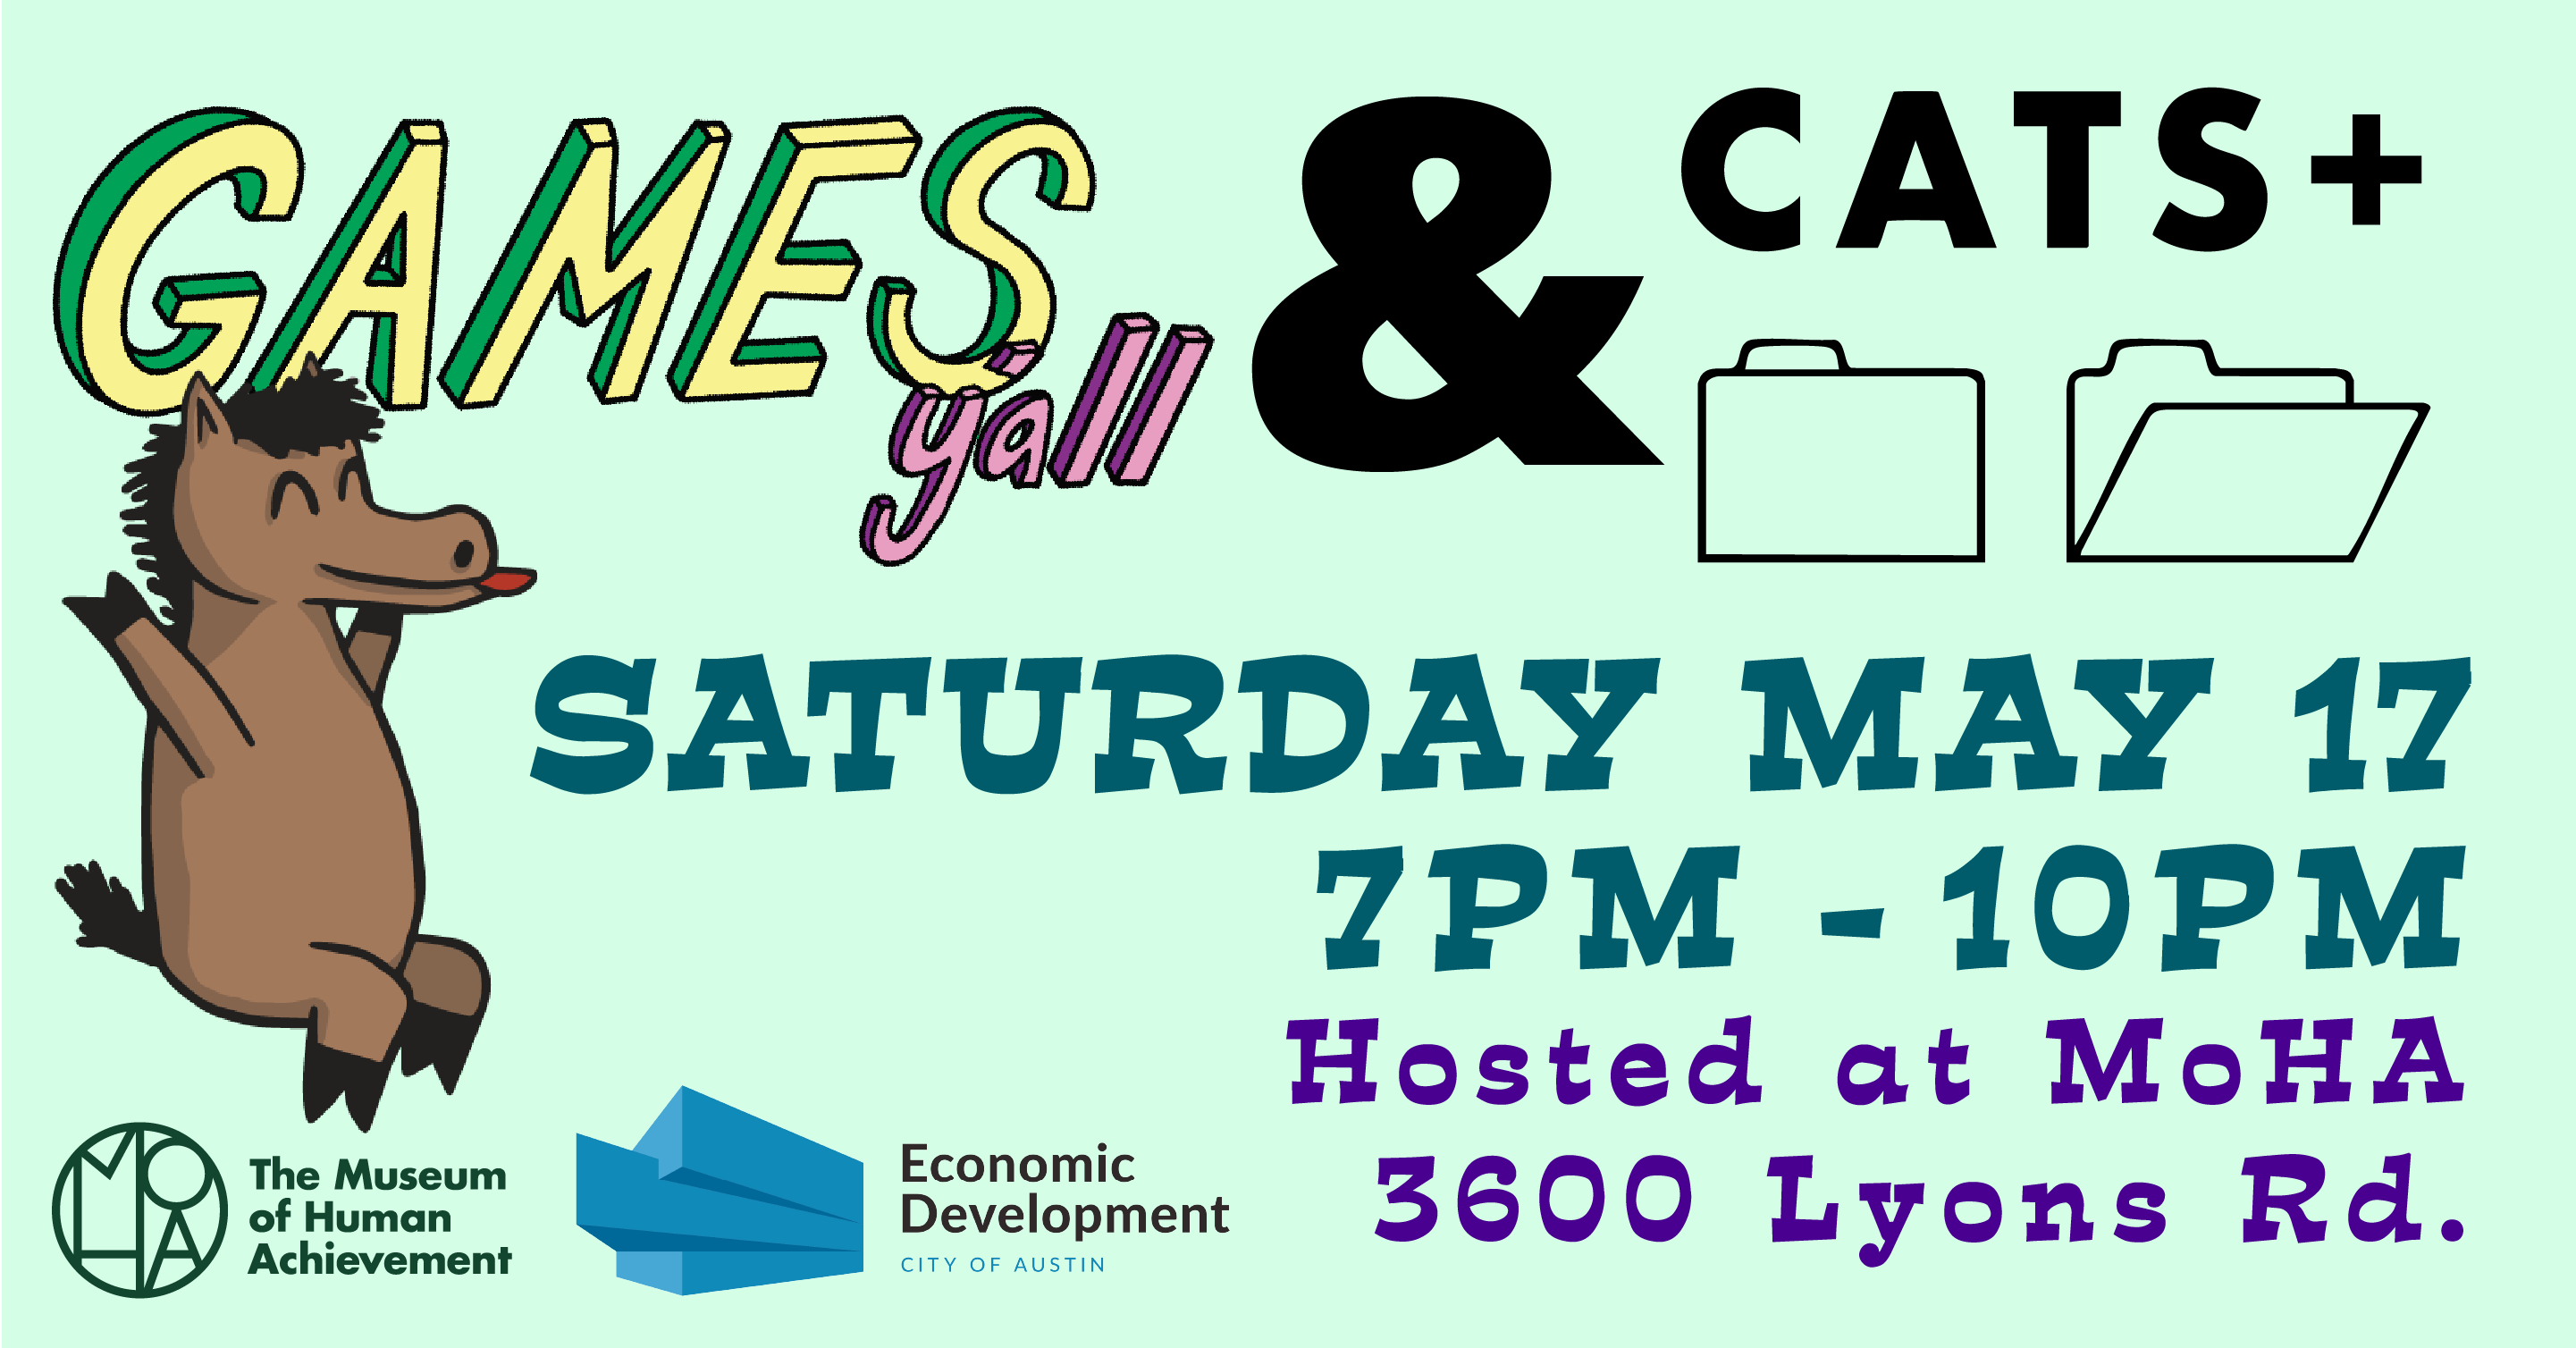 GAMES
y'all
&
CATS+
SATURDAY MAY 17
7PM - 10PM
Hosted at MoHA
3600 Lyons Rd.
MOHA
The Museum
of Human
Achievement
Economic
Development
CITY OF AUSTIN